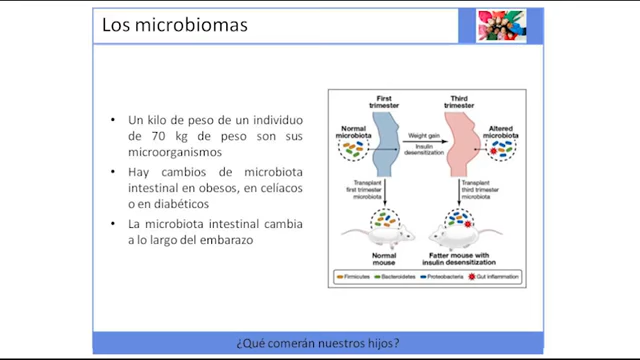 Los microbiomas
• Un kilo de peso de un individuo
de 70 kg de peso son sus
microorganismos
• Hay cambios de microbiota
intestinal en obesos, en celíacos
o en diabéticos
• La microbiota intestinal cambia
a lo largo del embarazo
First
trimester
Third
trimester
Normal
microbiota
Weight gain
Insulin
desensitization
Altered
microbiota
Transplant
first trimester
microbiota
Transplant
third trimester
microbiota
Normal
mouse
Fatter mouse with
insulin desensitization
Firmicutes
Bacteroidetes
Proteobacteria
Gut inflammation
¿Qué comerán nuestros hijos?